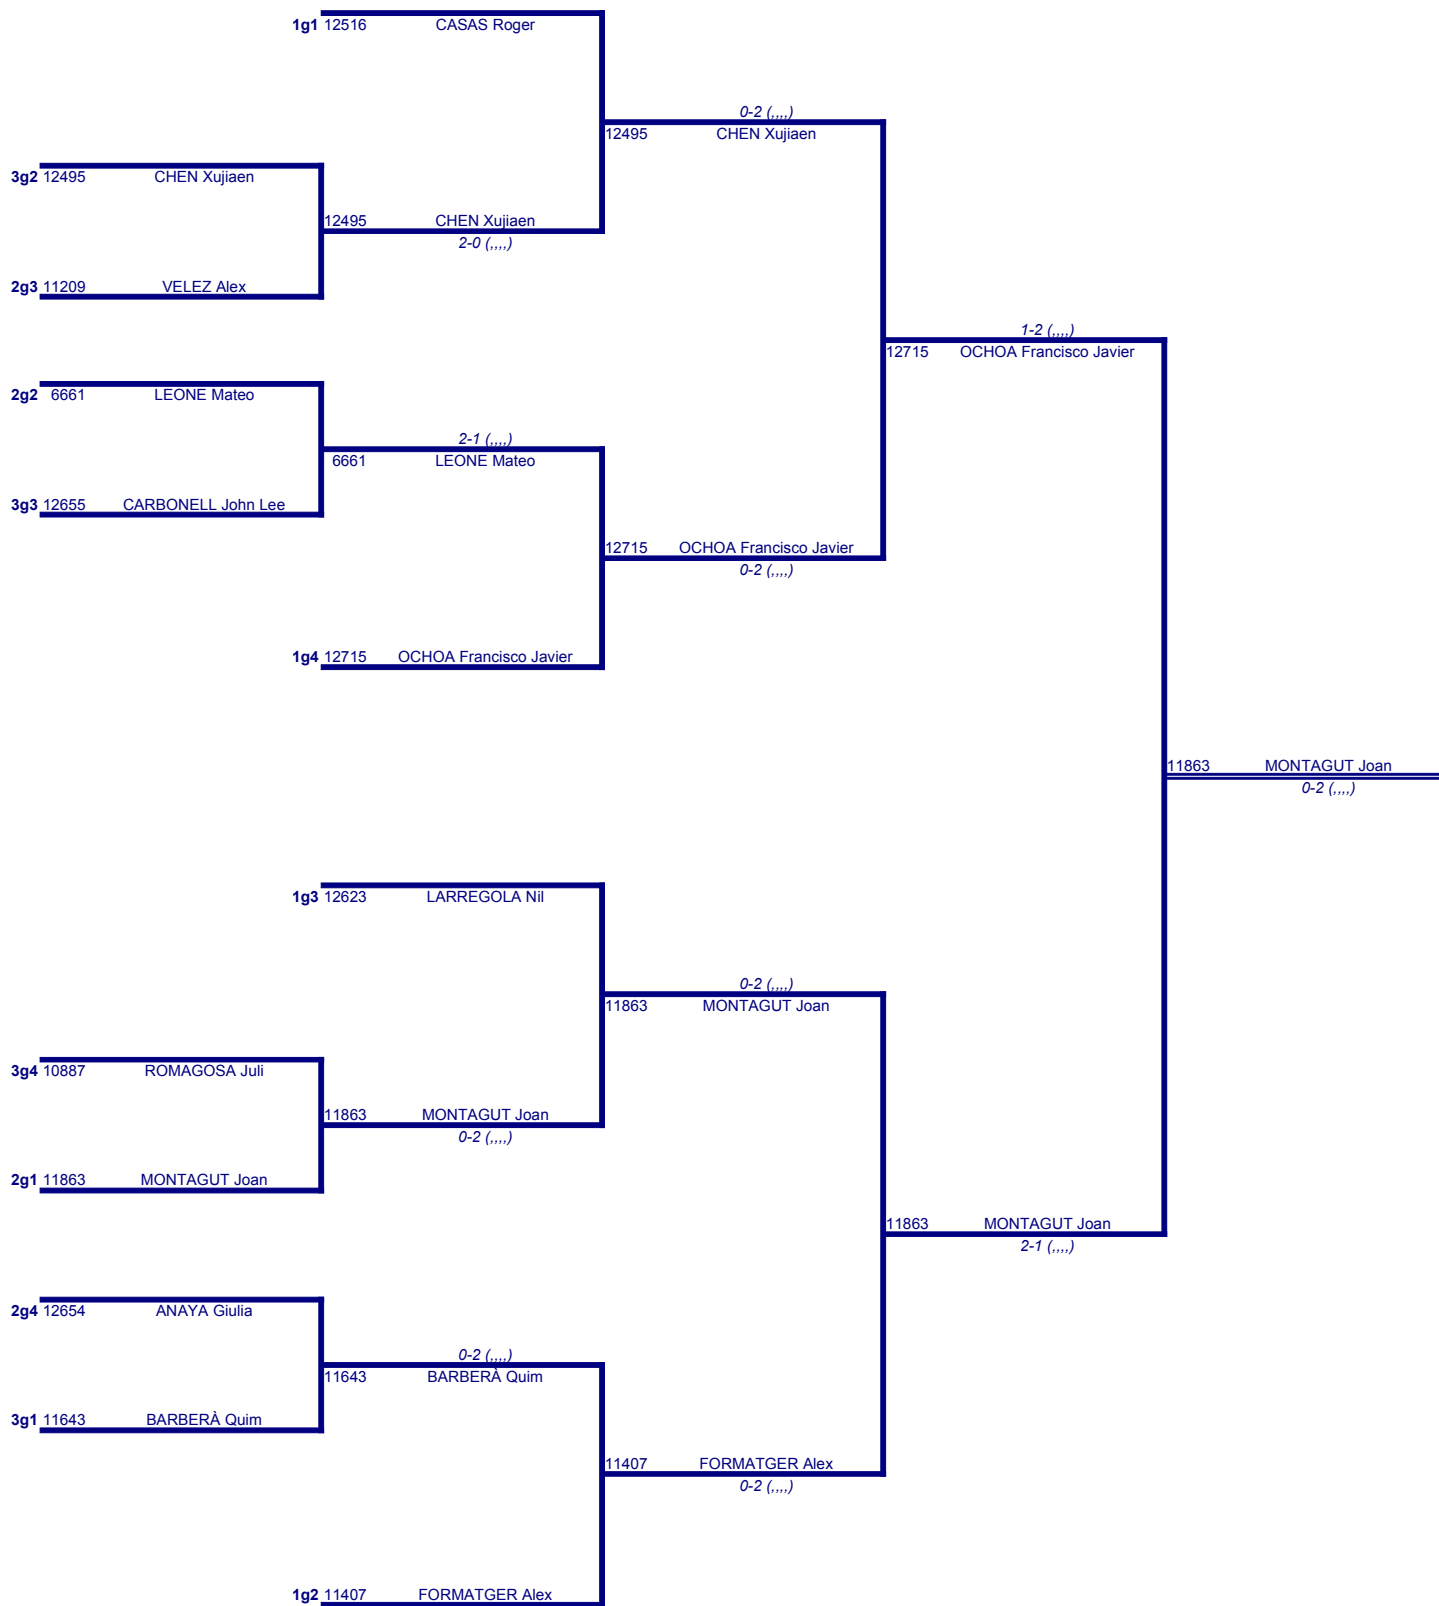 1g1 12516 CASAS Roger
0-2 (,,,,)
12495 CHEN Xujiaen
3g2 12495 CHEN Xujiaen
12495 CHEN Xujiaen
2-0 (,,,,)
2g3 11209 VELEZ Alex
1-2 (,,,,)
12715 OCHOA Francisco Javier
2g2 6661 LEONE Mateo
2-1 (,,,,)
6661 LEONE Mateo
3g3 12655 CARBONELL John Lee
12715 OCHOA Francisco Javier
0-2 (,,,,)
1g4 12715 OCHOA Francisco Javier
11863 MONTAGUT Joan
0-2 (,,,,)
1g3 12623 LARREGOLA Nil
0-2 (,,,,)
11863 MONTAGUT Joan
3g4 10887 ROMAGOSA Juli
11863 MONTAGUT Joan
0-2 (,,,,)
2g1 11863 MONTAGUT Joan
11863 MONTAGUT Joan
2-1 (,,,,)
2g4 12654 ANAYA Giulia
0-2 (,,,,)
11643 BARBERÀ Quim
3g1 11643 BARBERÀ Quim
11407 FORMATGER Alex
0-2 (,,,,)
1g2 11407 FORMATGER Alex